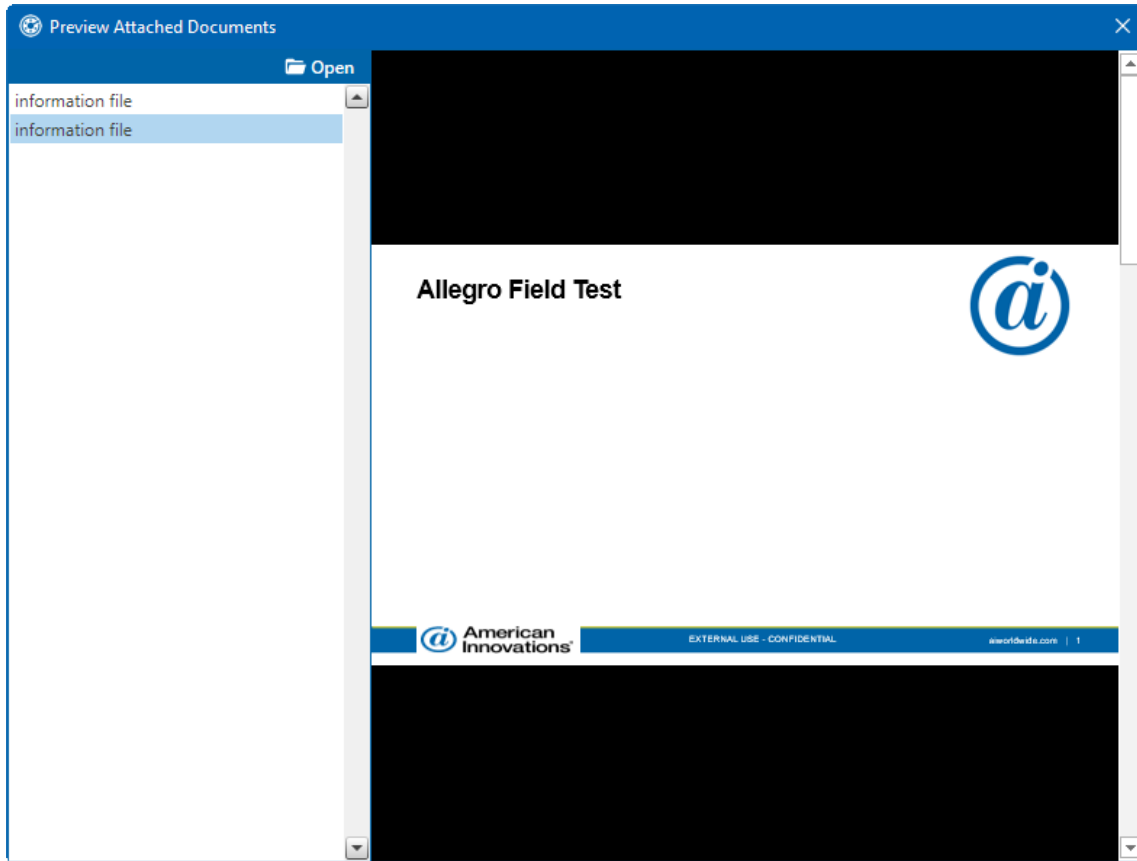 Preview Attached Documents
Open
information file
information file
Allegro Field Test
American
Innovations®
EXTERNAL USE - CONFIDENTIAL
aiworldwide.com | 1